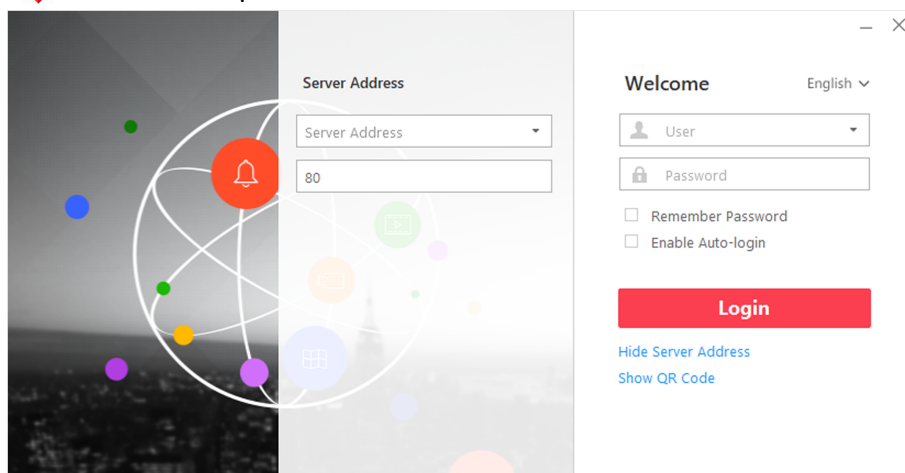 Server Address
Server Address
80
Welcome
English
User
Password
Remember Password
Enable Auto-login
Login
Hide Server Address
Show QR Code